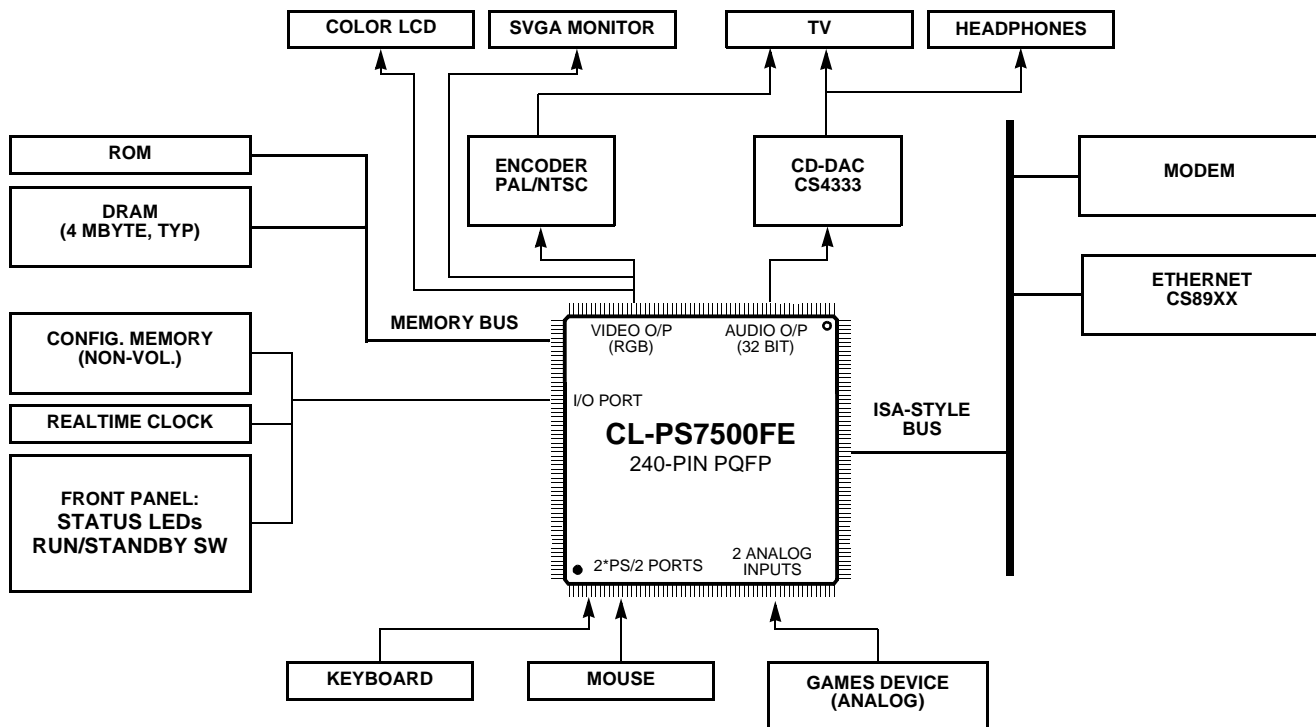 COLOR LCD
SVGA MONITOR
TV
HEADPHONES
ROM
DRAM
(4 MBYTE, TYP)
ENCODER
PAL/NTSC
CD-DAC
CS4333
MODEM
ETHERNET
CS89XX
CONFIG. MEMORY
(NON-VOL.)
REALTIME CLOCK
FRONT PANEL:
STATUS LEDs
RUN/STANDBY SW
MEMORY BUS
VIDEO O/P
(RGB)
AUDIO O/P
(32 BIT)
I/O PORT
CL-PS7500FE
240-PIN PQFP
2*PS/2 PORTS
2 ANALOG
INPUTS
ISA-STYLE
BUS
KEYBOARD
MOUSE
GAMES DEVICE
(ANALOG)